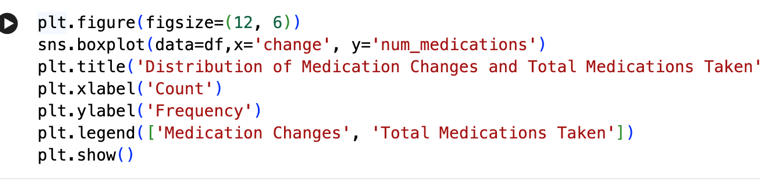 plt.figure(figsize=(12, 6))
sns.boxplot(data=df,x='change', y='num_medications')
plt.title('Distribution of Medication Changes and Total Medications Taken'
plt.xlabel('Count')
plt.ylabel('Frequency')
plt.legend(['Medication Changes', 'Total Medications Taken'])
plt.show()